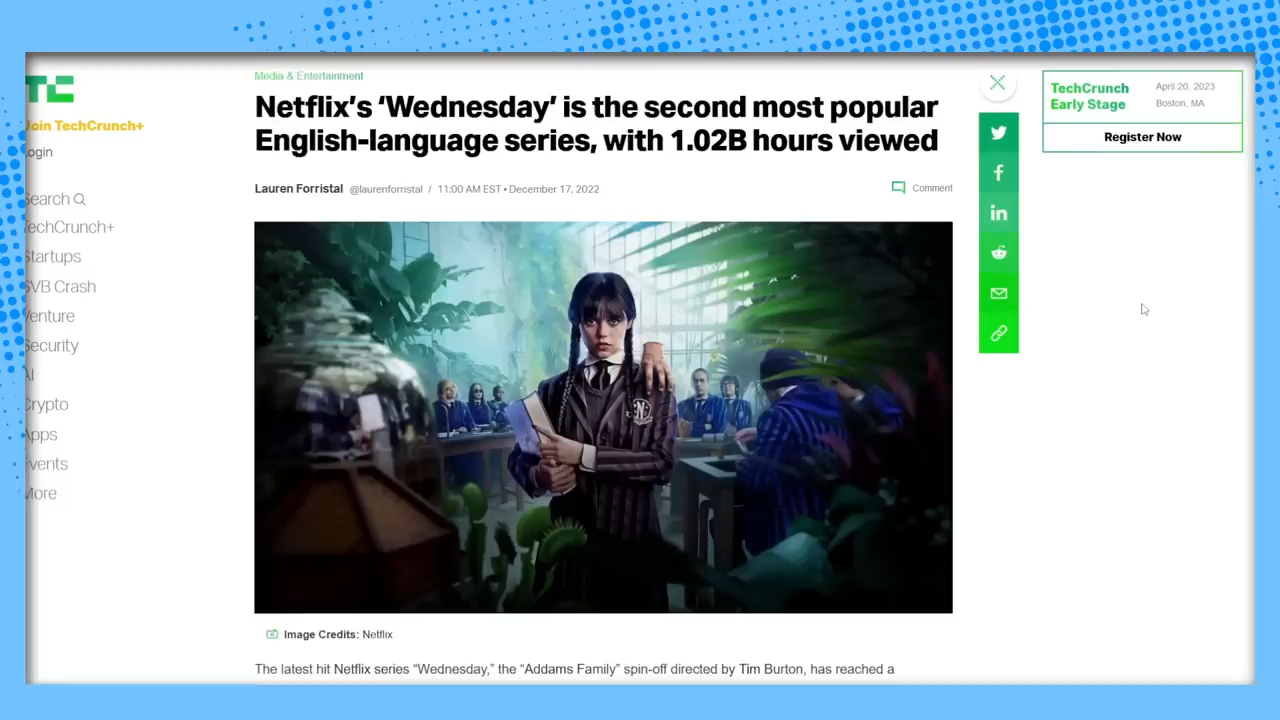 TC
Join TechCrunch+
Login
Search
TechCrunch+
Startups
SVB Crash
Venture
Security
AI
Crypto
Apps
Events
More
Media & Entertainment
Netflix’s ‘Wednesday’ is the second most popular
English-language series, with 1.02B hours viewed
Lauren Forristal @laurenforristal / 11:00 AM EST • December 17, 2022
Comment
N
Image Credits: Netflix
The latest hit Netflix series “Wednesday,” the “Addams Family” spin-off directed by Tim Burton, has reached a
f
in
TechCrunch
Early Stage
April 20, 2023
Boston, MA
Register Now